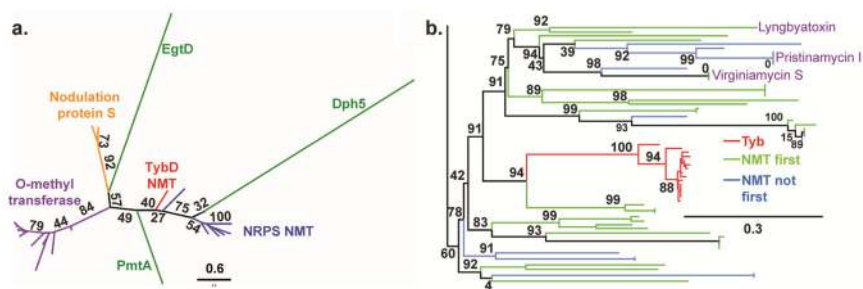 a.
EgtD
Nodulation
protein S
73
92
Dph5
O-methyl
transferase
TybD
NMT
79
44
84
57
49
40
27
75
32
54
100
NRPS NMT
PmtA
0.6
b.
92
Lyngbyatoxin
79
94
39
43
92
99
Pristinamycin I
0
75
98
0
Virginiamycin S
91
89
98
99
93
100
15
89
91
100
94
88
Tyb
NMT first
NMT not
first
94
42
99
0.3
78
83
99
93
60
91
92
4